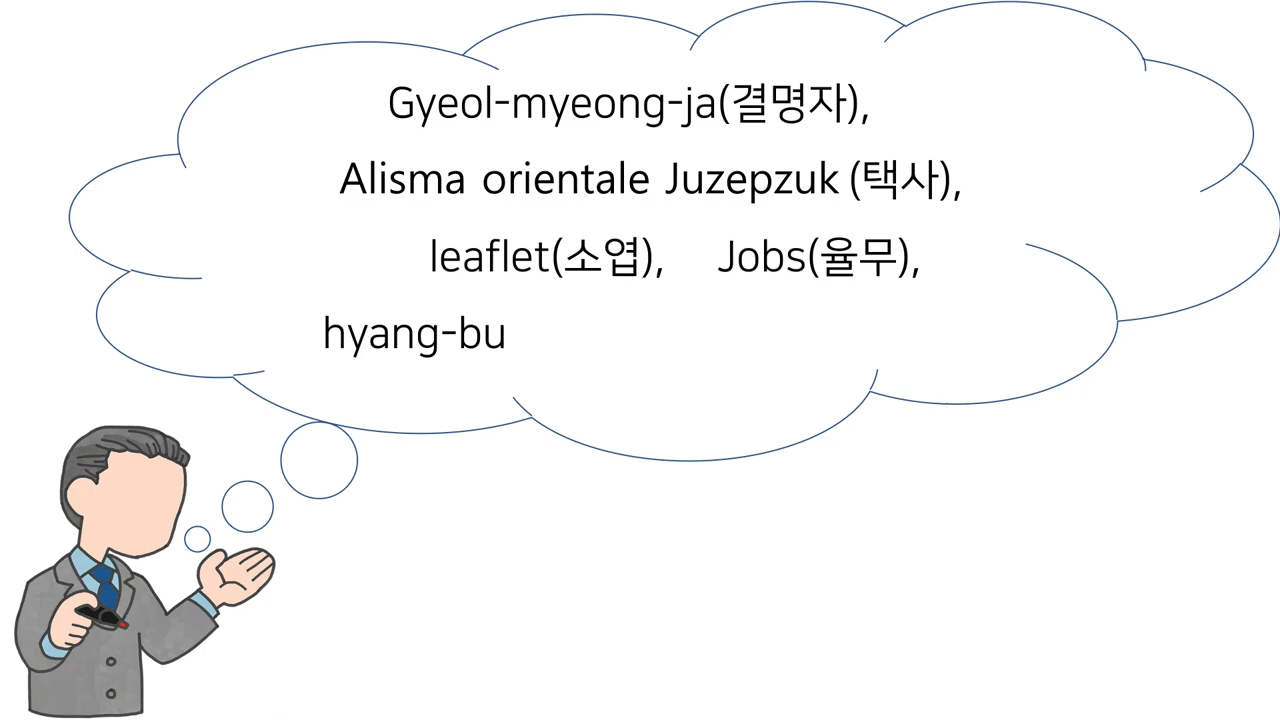 Gyeol-myeong-ja(결명자),
Alisma orientale Juzepzuk (택사),
leaflet(소엽), Jobs(율무),
hyang-bu